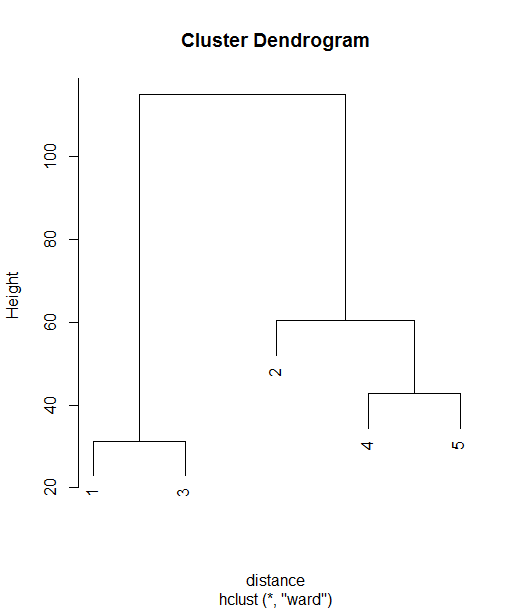 Cluster Dendrogram
Height
100
80
60
40
20
1
3
2
4
5
distance
hclust (*, "ward")